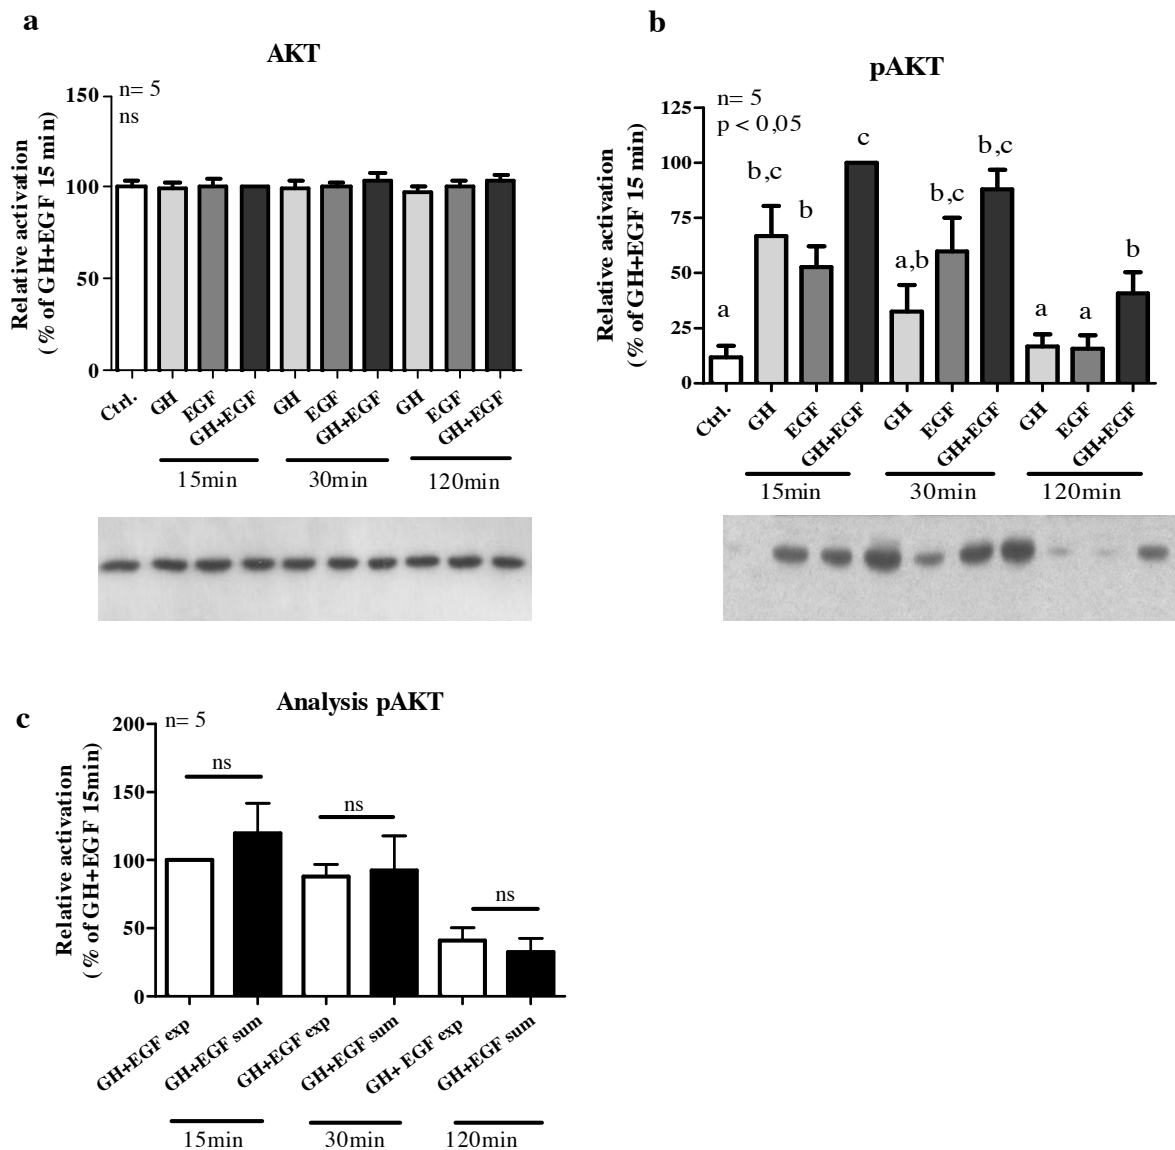 a
AKT
n= 5
ns
150
100
50
0
Relative activation
(% of GH+EGF 15 min)
Ctrl.
GH
EGF
GH+EGF
GH
EGF
GH+EGF
GH
EGF
GH+EGF
15min
30min
120min
b
pAKT
n= 5
p < 0,05
125
100
75
50
25
0
Relative activation
(% of GH+EGF 15 min)
a
b,c
b
c
a,b
b,c
b,c
a
a
b
Ctrl.
GH
EGF
GH+EGF
GH
EGF
GH+EGF
GH
EGF
GH+EGF
15min
30min
120min
c
Analysis pAKT
n= 5
200
150
100
50
0
Relative activation
(% of GH+EGF 15min)
ns
ns
ns
GH+EGF exp
GH+EGF sum
GH+EGF exp
GH+EGF sum
GH+ EGF exp
GH+EGF sum
15min
30min
120min